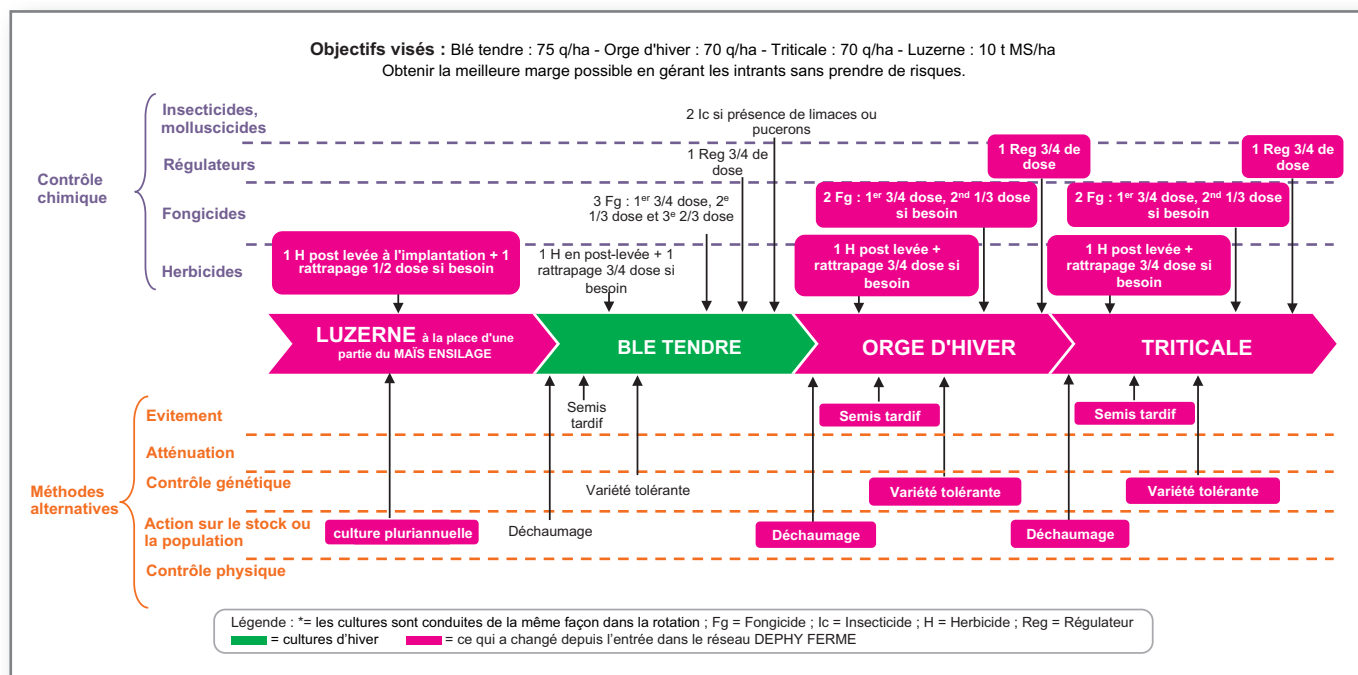 Objectifs visés : Blé tendre : 75 q/ha - Orge d'hiver : 70 q/ha - Triticale : 70 q/ha - Luzerne : 10 t MS/ha
Obtenir la meilleure marge possible en gérant les intrants sans prendre de risques.
Contrôle
chimique
Insecticides,
molluscicides
Régulateurs
Fongicides
Herbicides
2 Ic si présence de limaces ou
pucerons
1 Reg 3/4 de
dose
1 Reg 3/4 de
dose
1 Reg 3/4 de
dose
3 Fg : 1er 3/4 dose, 2e
1/3 dose et 3e 2/3 dose
2 Fg : 1er 3/4 dose, 2nd 1/3 dose
si besoin
2 Fg : 1er 3/4 dose, 2nd 1/3 dose
si besoin
1 H post levée à l'implantation + 1
rattrapage 1/2 dose si besoin
1 H en post-levée + 1
rattrapage 3/4 dose si
besoin
1 H post levée +
rattrapage 3/4 dose si
besoin
1 H post levée +
rattrapage 3/4 dose si
besoin
LUZERNE à la place d'une
partie du MAÏS ENSILAGE
BLE TENDRE
ORGE D'HIVER
TRITICALE
Méthodes
alternatives
Evitement
Atténuation
Contrôle génétique
Action sur le stock ou
la population
Contrôle physique
Semis
tardif
Semis tardif
Semis tardif
Variété tolérante
Variété tolérante
Variété tolérante
culture pluriannuelle
Déchaumage
Déchaumage
Déchaumage
Légende : *= les cultures sont conduites de la même façon dans la rotation ; Fg = Fongicide ; Ic = Insecticide ; H = Herbicide ; Reg = Régulateur
= cultures d'hiver = ce qui a changé depuis l'entrée dans le réseau DEPHY FERME